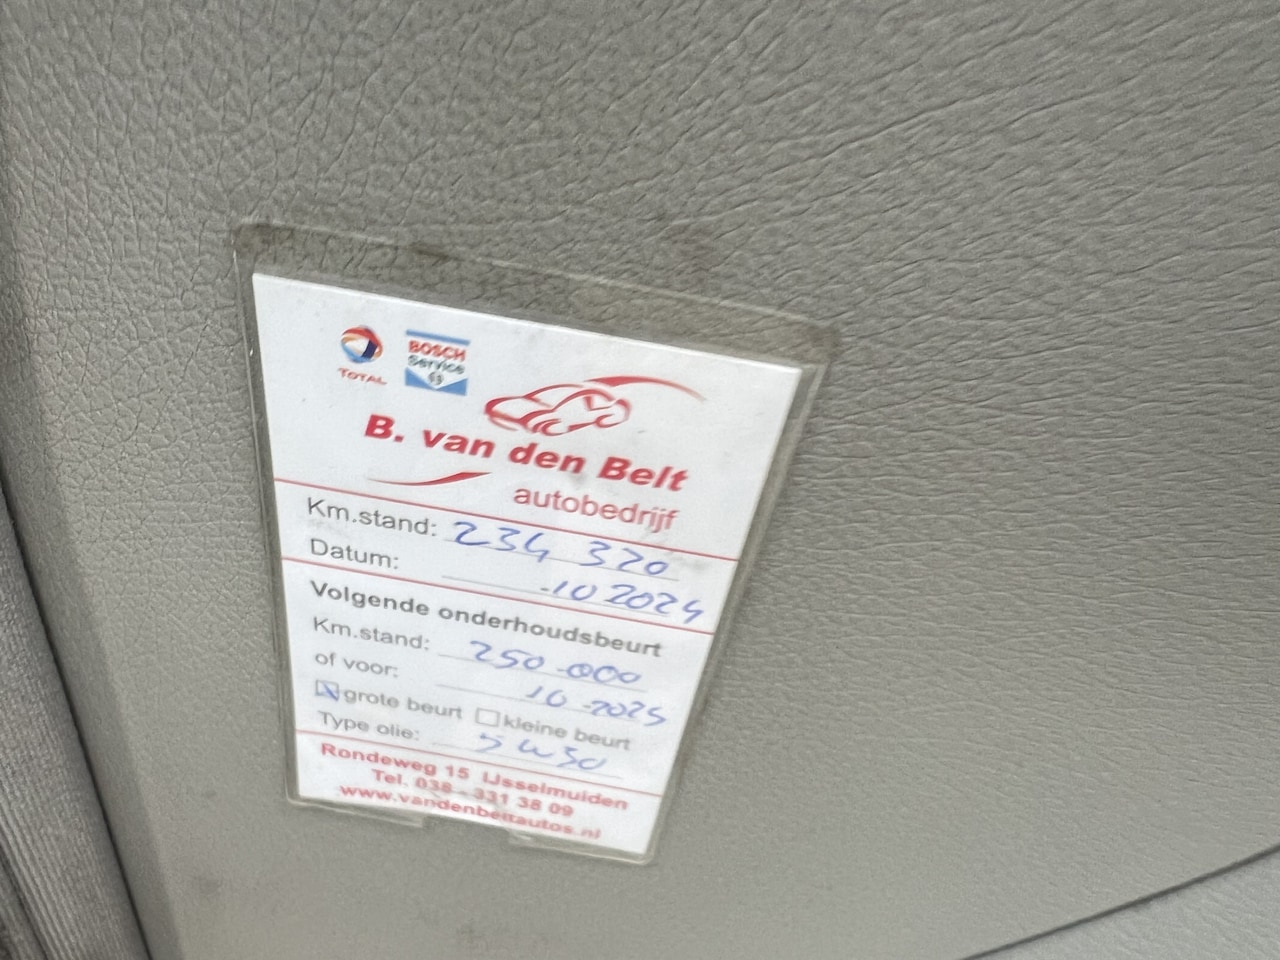 TOTAL
BOSCH
Service
B. van den Belt
autobedrijf
Km.stand: 234 320
Datum: -10 2024
Volgende onderhoudsbeurt
Km.stand: 250.000
of voor: 10-2025
grote beurt kleine beurt
Type olie: 5w30
Rondeweg 15 IJsselmuiden
Tel. 038 - 331 38 09
www.vandenbeltautos.nl